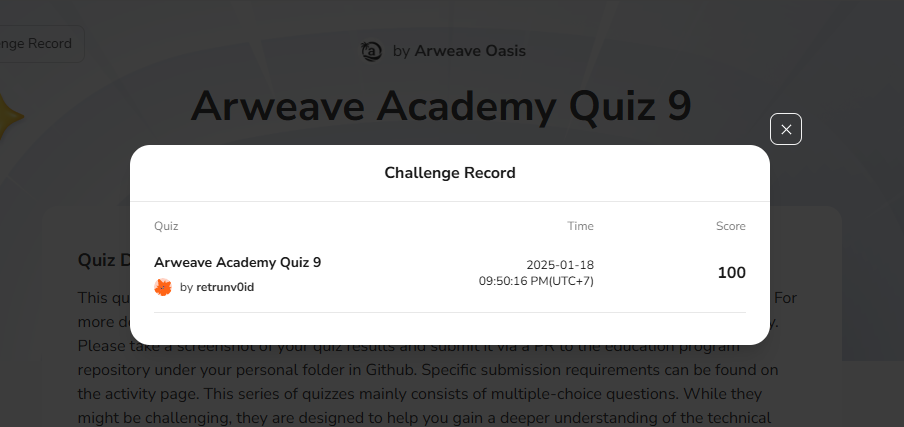 nge Record
by Arweave Oasis
Arweave Academy Quiz 9
Challenge Record
Quiz Time Score
Arweave Academy Quiz 9
by retrunv0id
2025-01-18
09:50:16 PM(UTC+7)
100
Quiz D
This qu For
more de y.
Please take a screenshot of your quiz results and submit it via a PR to the education program
repository under your personal folder in Github. Specific submission requirements can be found on
the activity page. This series of quizzes mainly consists of multiple-choice questions. While they
might be challenging, they are designed to help you gain a deeper understanding of the technical